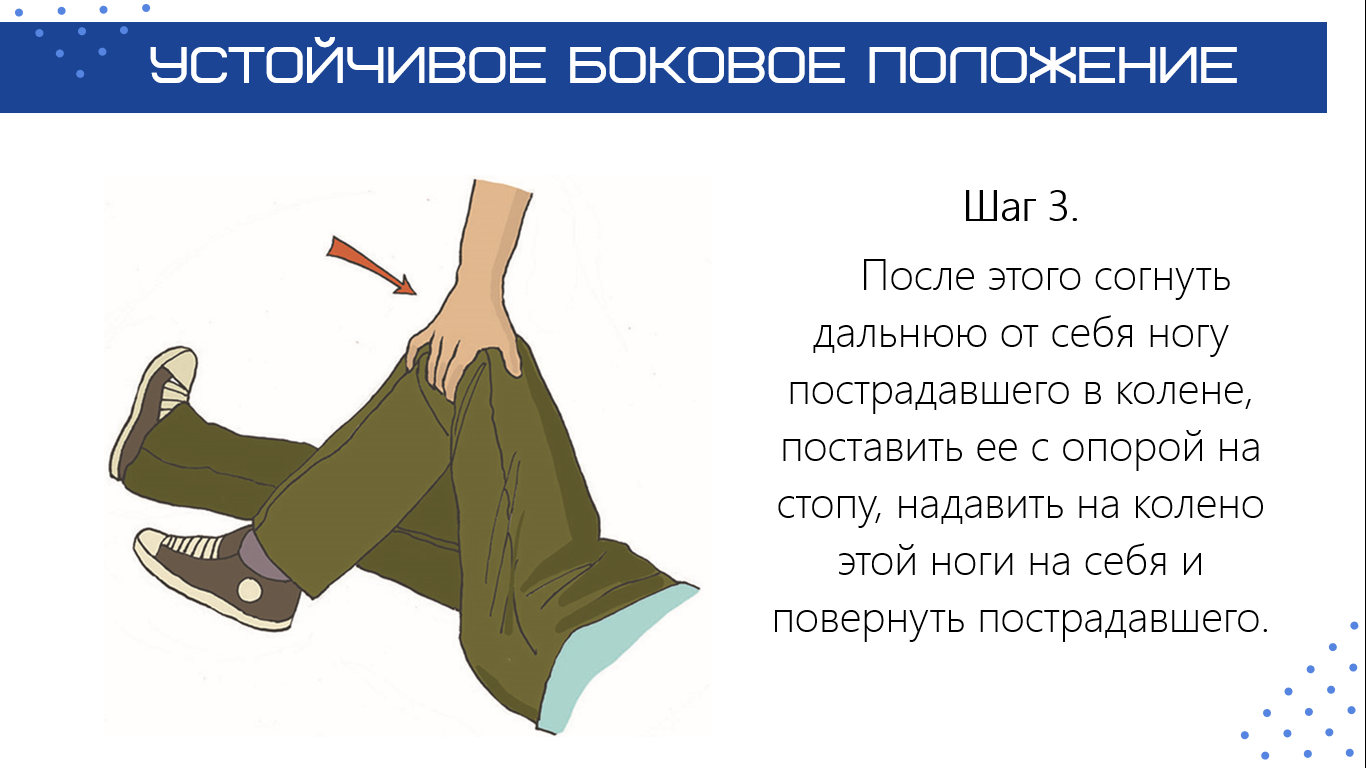 УСТОЙЧИВОЕ БОКОВОЕ ПОЛОЖЕНИЕ
Шаг 3.
После этого согнуть
дальнюю от себя ногу
пострадавшего в колене,
поставить ее с опорой на
стопу, надавить на колено
этой ноги на себя и
повернуть пострадавшего.